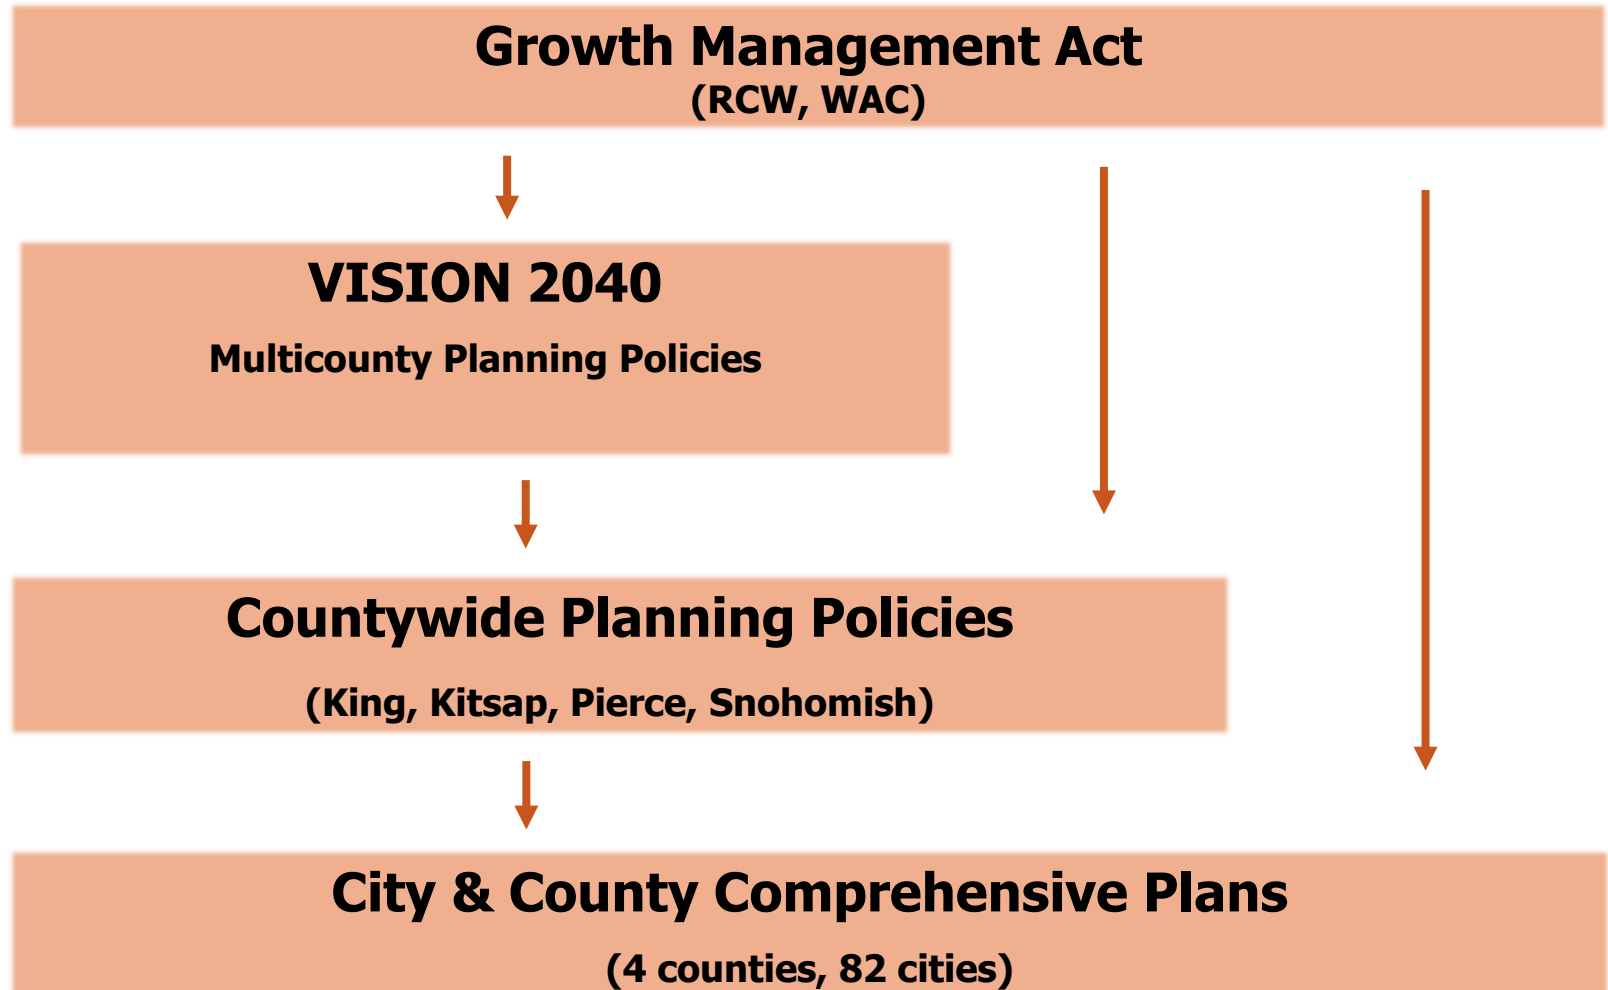 Growth Management Act
(RCW, WAC)
VISION 2040
Multicounty Planning Policies
Countywide Planning Policies
(King, Kitsap, Pierce, Snohomish)
City & County Comprehensive Plans
(4 counties, 82 cities)